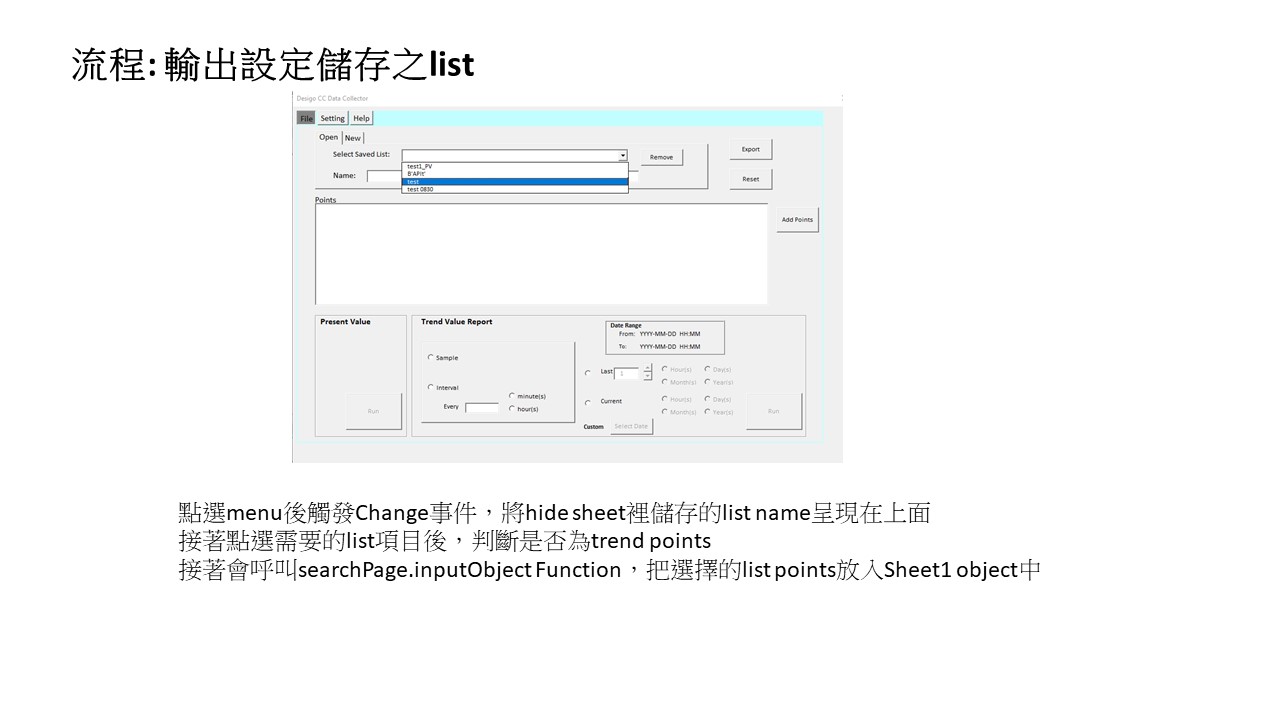 流程: 輸出設定儲存之list
Desigo CC Data Collector
File Setting Help
Open New
Select Saved List:
Remove
Export
test1_PV
B'APIt'
test
test 0830
Name:
Reset
Points
Add Points
Present Value
Trend Value Report
Date Range
From: YYYY-MM-DD HH:MM
To: YYYY-MM-DD HH:MM
Sample
Last 1 Hour(s) Day(s)
Month(s) Year(s)
Interval
minute(s)
Every
hour(s)
Current Hour(s) Day(s)
Month(s) Year(s)
Run
Run
Custom Select Date
點選menu後觸發Change事件，將hide sheet裡儲存的list name呈現在上面
接著點選需要的list項目後，判斷是否為trend points
接著會呼叫searchPage.inputObject Function，把選擇的list points放入Sheet1 object中